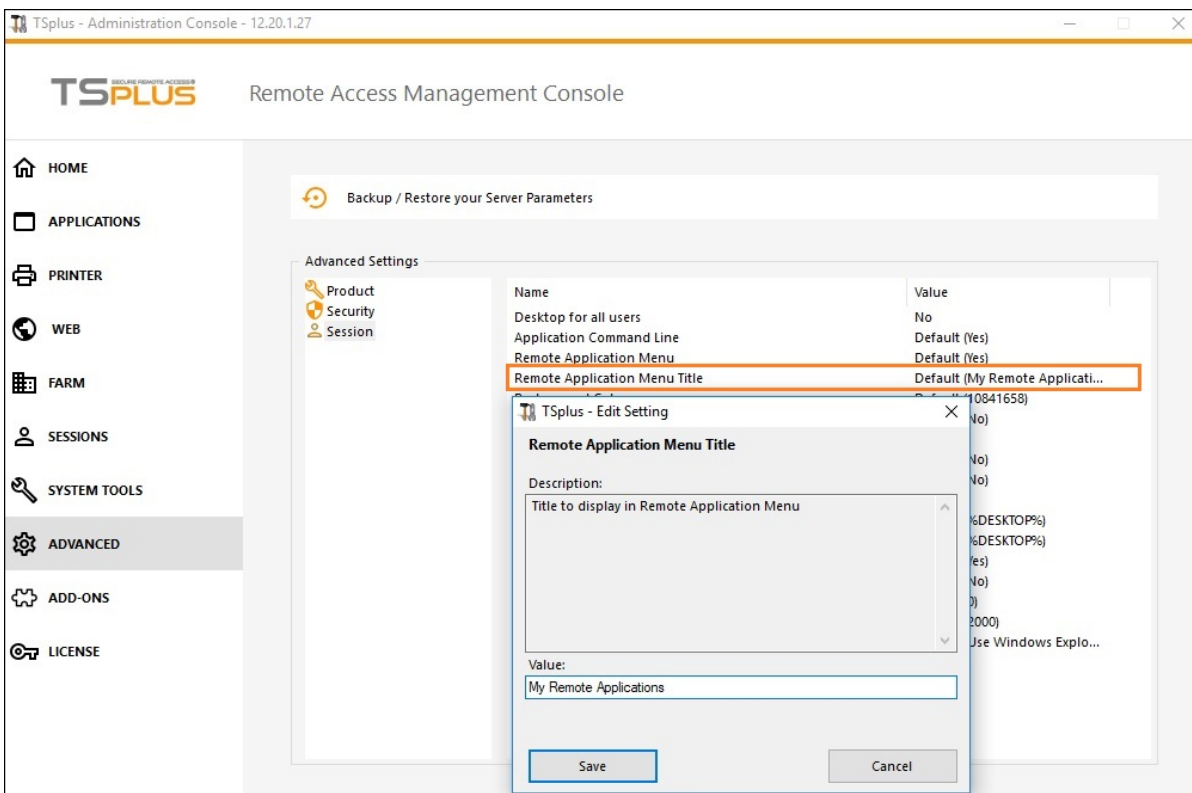 TSplus - Administration Console - 12.20.1.27
TSPLUS SECURE REMOTE ACCESS
Remote Access Management Console
HOME
APPLICATIONS
PRINTER
WEB
FARM
SESSIONS
SYSTEM TOOLS
ADVANCED
ADD-ONS
LICENSE
Backup / Restore your Server Parameters
Advanced Settings
Product
Security
Session
Name Value
Desktop for all users No
Application Command Line Default (Yes)
Remote Application Menu Default (Yes)
Remote Application Menu Title Default (My Remote Applicati...
10841658)
No)
No)
No)
%DESKTOP%)
%DESKTOP%)
Yes)
No)
0)
2000)
Use Windows Explo...
TSplus - Edit Setting
Remote Application Menu Title
Description:
Title to display in Remote Application Menu
Value:
My Remote Applications
Save Cancel